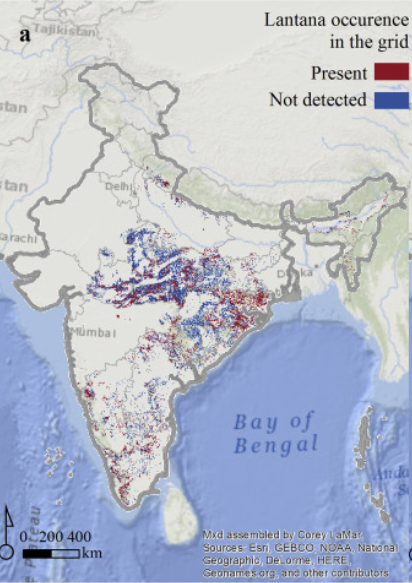 a
Lantana occurence
in the grid
Present
Not detected
Tajikistan
stan
stan
Delhi
arachi
Mumbai
Bay of
Bengal
0 200 400
km
Mxd assembled by Corey LaMar
Sources: Esri, GEBCO, NOAA, National
Geographic, DeLorme, HERE,
Geonames.org, and other contributors